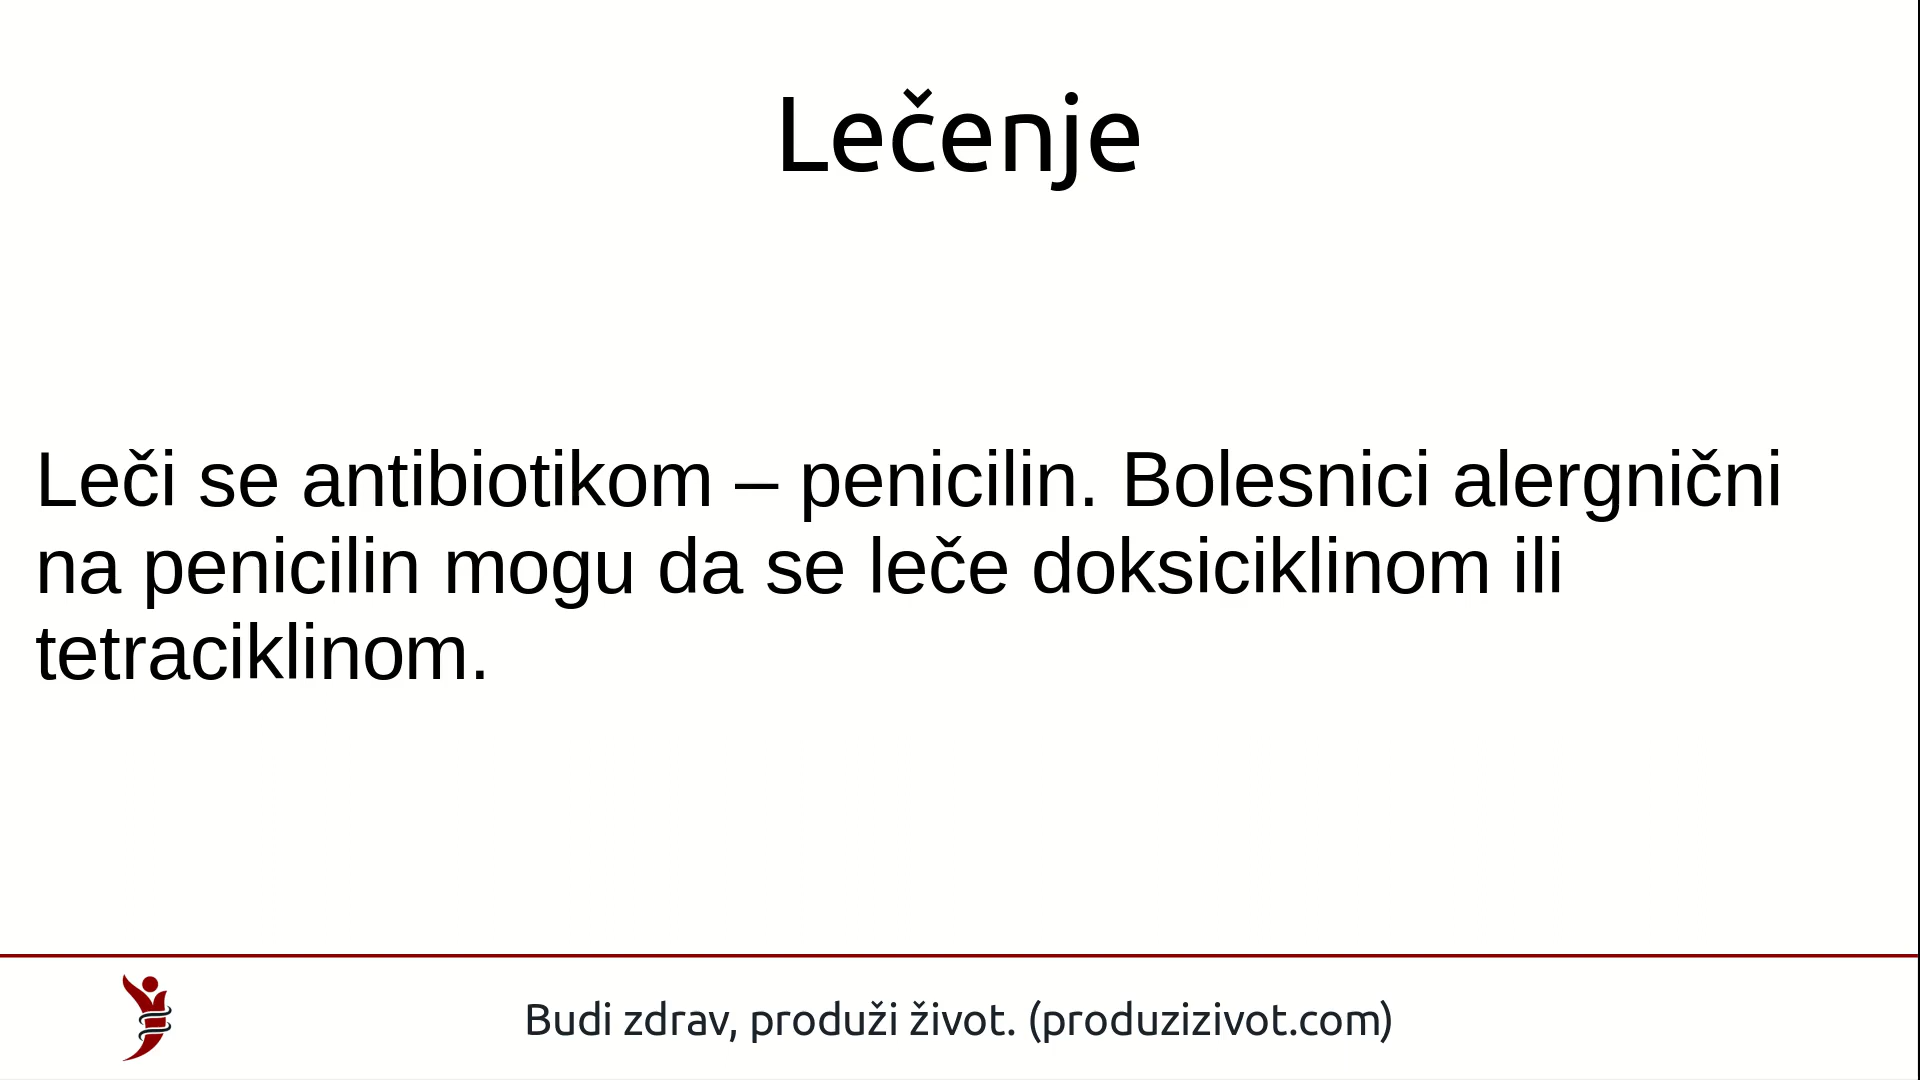 Lečenje
Leči se antibiotikom – penicilin. Bolesnici alergnični
na penicilin mogu da se leče doksiciklinom ili
tetraciklinom.
Budi zdrav, produži život. (produzizivot.com)